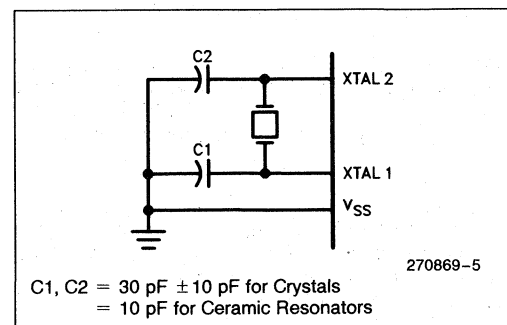 C2
XTAL 2
C1
XTAL 1
VSS
270869-5
C1, C2 = 30 pF ±10 pF for Crystals
= 10 pF for Ceramic Resonators